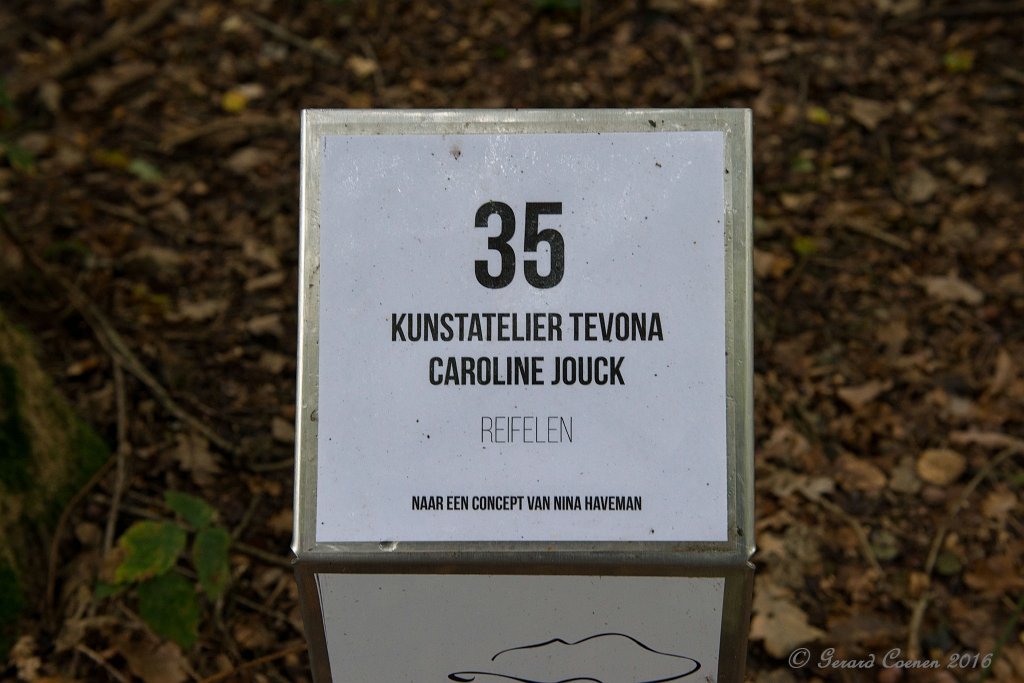 35
KUNSTATELIER TEVONA
CAROLINE JOUCK
REIFELEN
NAAR EEN CONCEPT VAN NINA HAVEMAN
© Gerard Coenen 2016